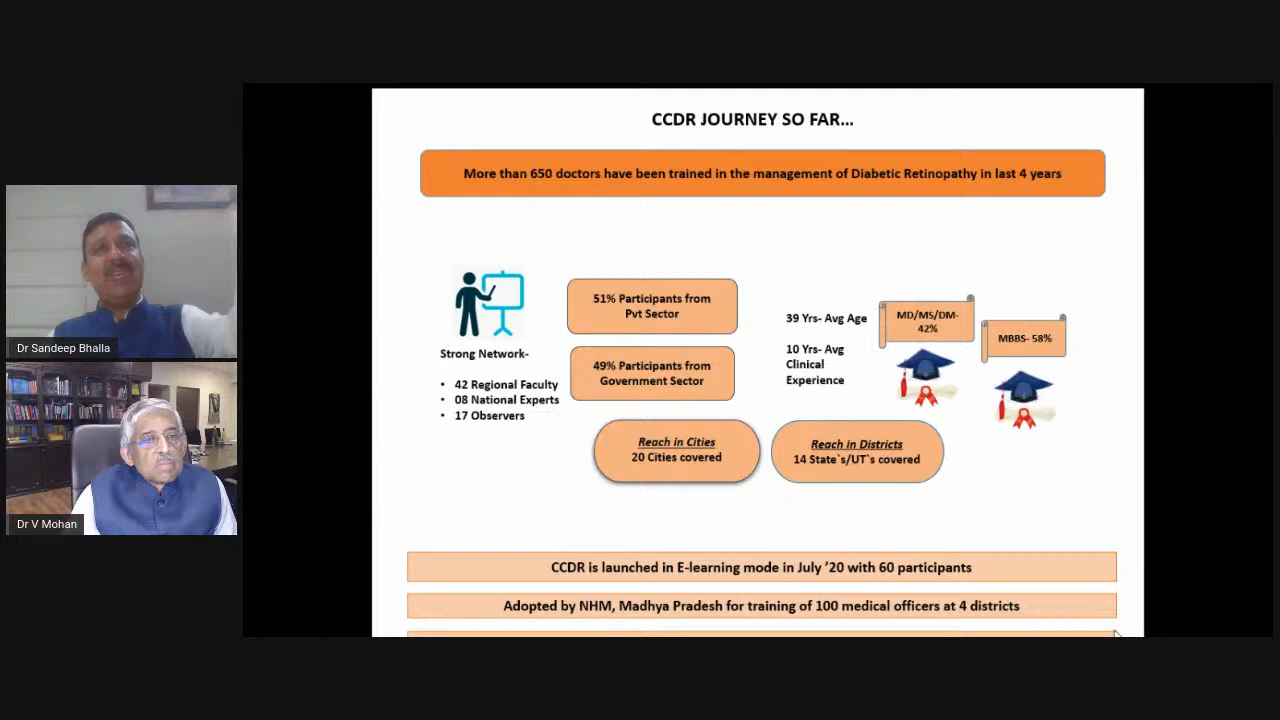 CCDR JOURNEY SO FAR...
More than 650 doctors have been trained in the management of Diabetic Retinopathy in last 4 years
Strong Network-
• 42 Regional Faculty
• 08 National Experts
• 17 Observers
51% Participants from
Pvt Sector
49% Participants from
Government Sector
39 Yrs- Avg Age
10 Yrs- Avg
Clinical
Experience
MD/MS/DM-
42%
MBBS- 58%
Reach in Cities
20 Cities covered
Reach in Districts
14 State`s/UT`s covered
CCDR is launched in E-learning mode in July ’20 with 60 participants
Adopted by NHM, Madhya Pradesh for training of 100 medical officers at 4 districts
Dr Sandeep Bhalla
Dr V Mohan